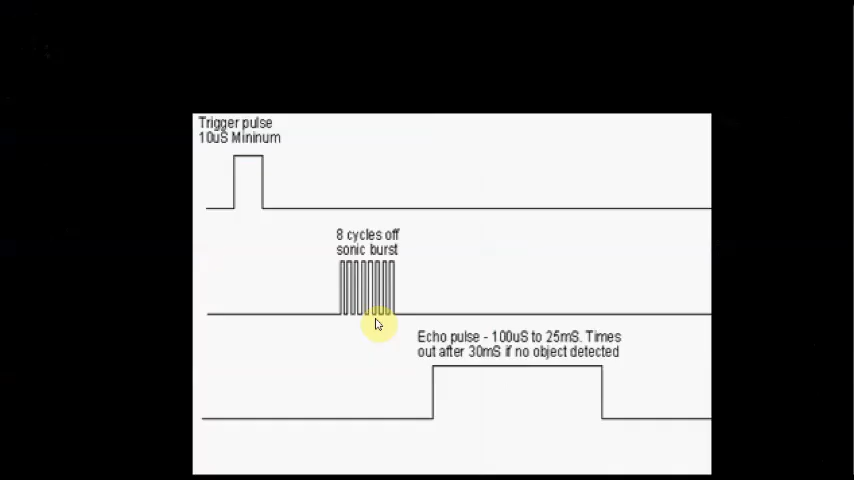 Trigger pulse
10uS Mininum
8 cycles off
sonic burst
Echo pulse - 100uS to 25mS. Times
out after 30mS if no object detected